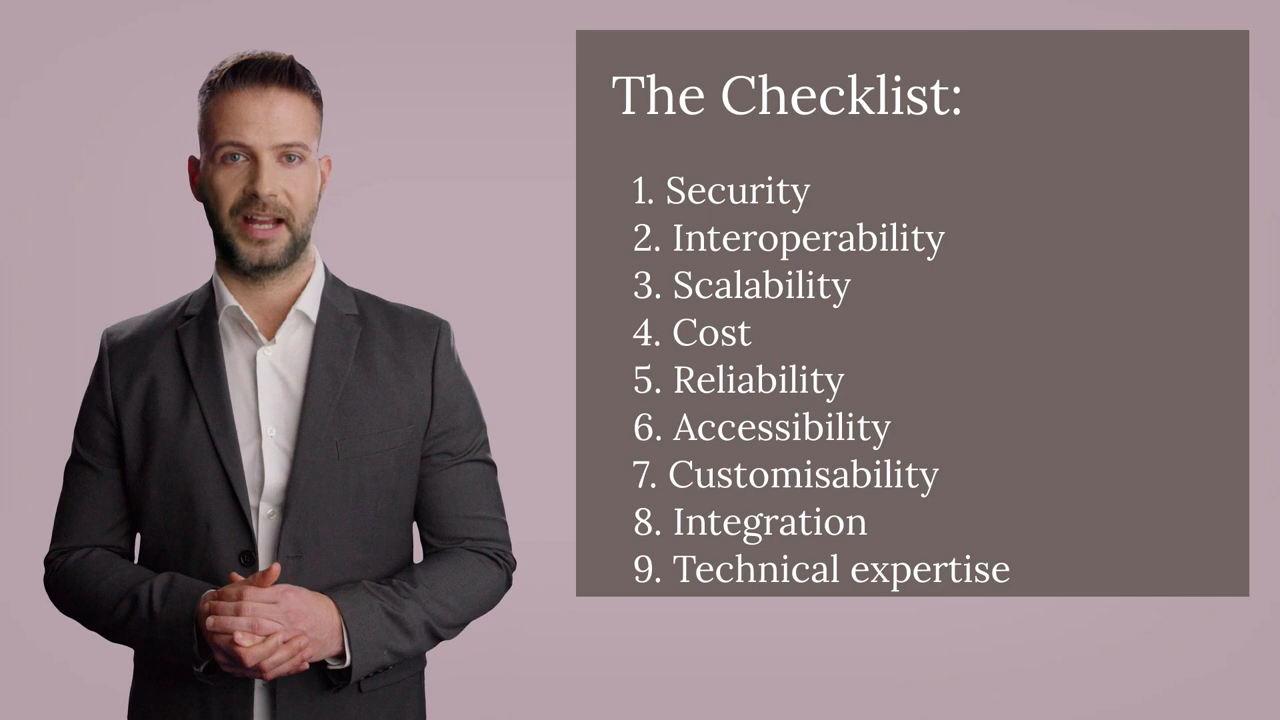 The Checklist:
1. Security
2. Interoperability
3. Scalability
4. Cost
5. Reliability
6. Accessibility
7. Customisability
8. Integration
9. Technical expertise